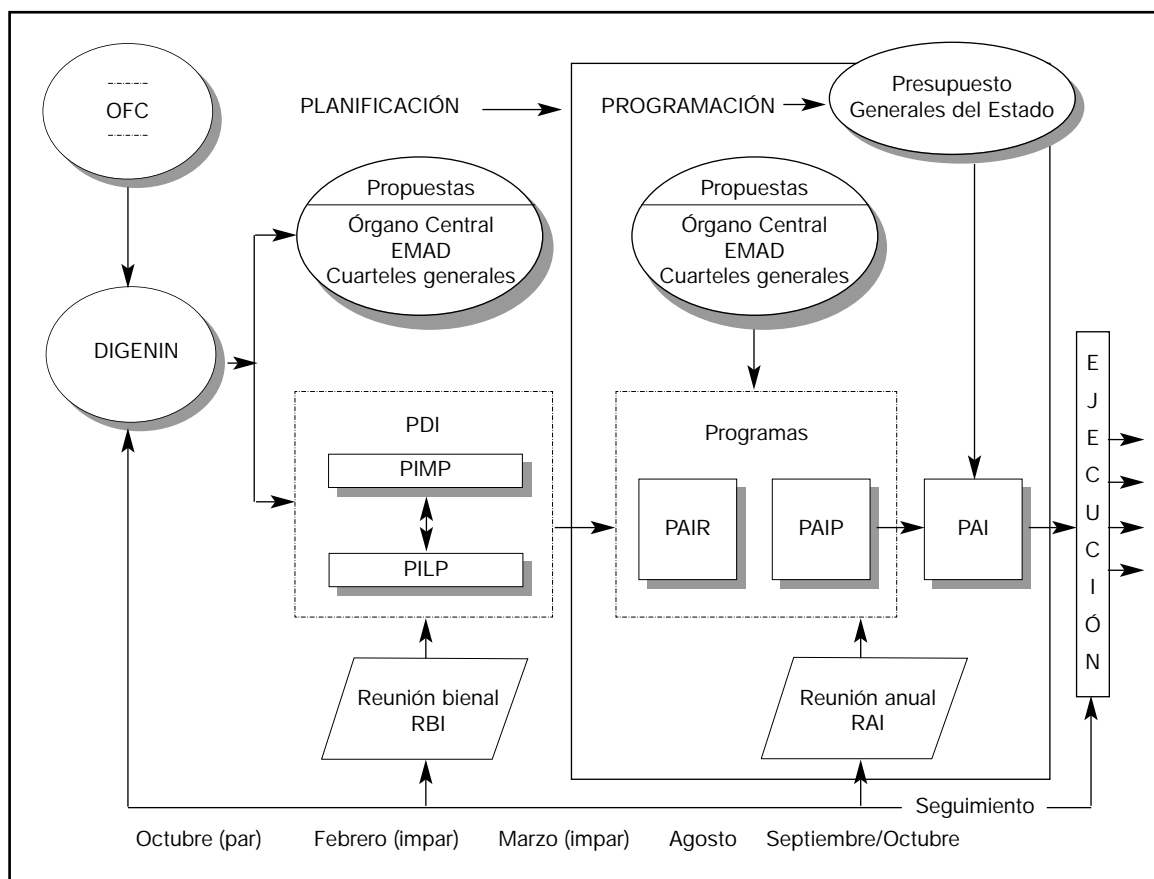 OFC
PLANIFICACIÓN
PROGRAMACIÓN
Presupuesto
Generales del Estado
Propuestas
Órgano Central
EMAD
Cuarteles generales
Propuestas
Órgano Central
EMAD
Cuarteles generales
DIGENIN
PDI
PIMP
PILP
Programas
PAIR
PAIP
PAI
EJECUCIÓN
Reunión bienal
RBI
Reunión anual
RAI
Seguimiento
Octubre (par)
Febrero (impar)
Marzo (impar)
Agosto
Septiembre/Octubre